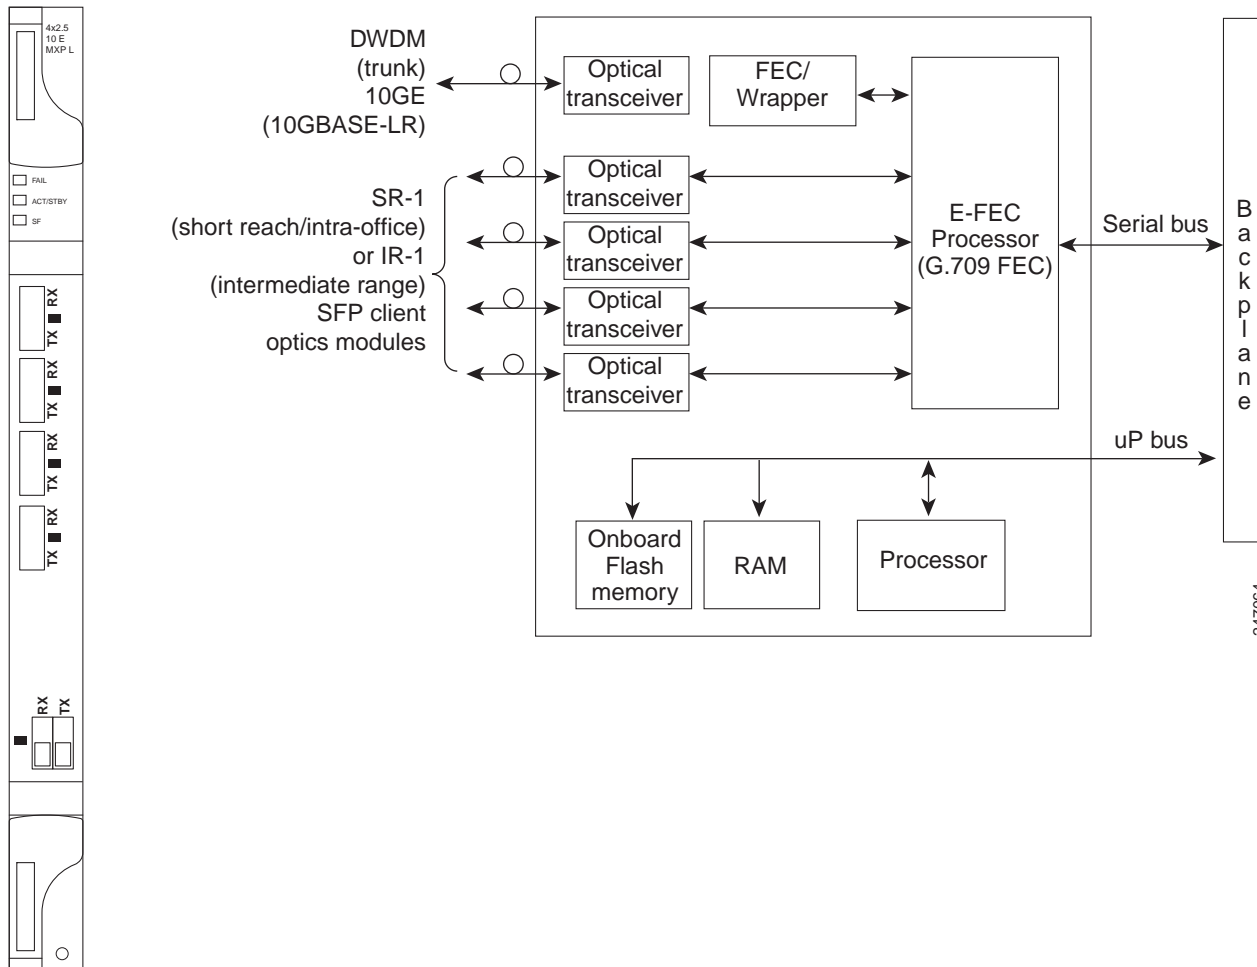 4x2.5
10 E
MXP L
FAIL
ACT/STBY
SF
TX RX
TX RX
TX RX
TX RX
RX TX
DWDM
(trunk)
10GE
(10GBASE-LR)
SR-1
(short reach/intra-office)
or IR-1
(intermediate range)
SFP client
optics modules
Optical
transceiver
FEC/
Wrapper
Optical
transceiver
Optical
transceiver
Optical
transceiver
Optical
transceiver
E-FEC
Processor
(G.709 FEC)
Serial bus
Backplane
uP bus
Onboard
Flash
memory
RAM
Processor